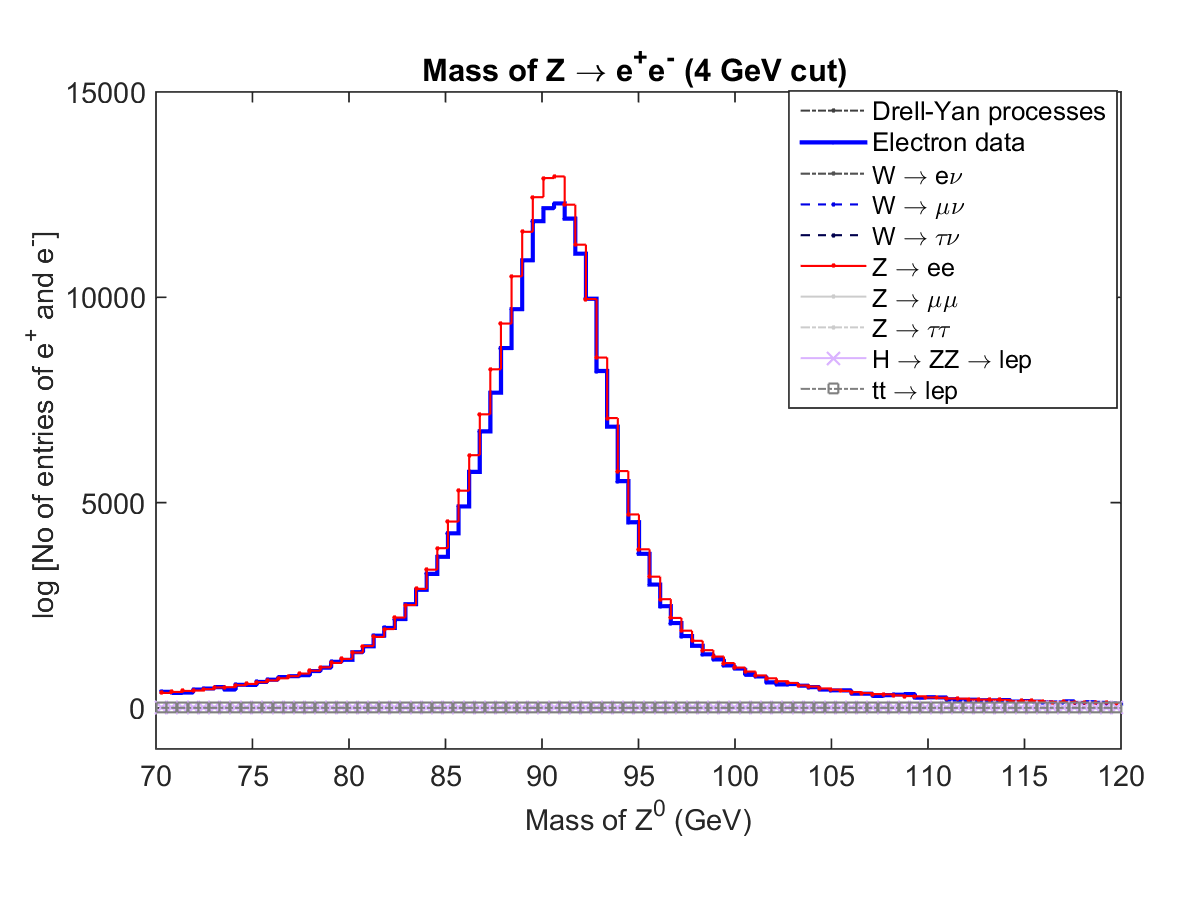 Mass of Z → e⁺e⁻ (4 GeV cut)
15000
10000
5000
0
log [No of entries of e⁺ and e⁻]
Drell-Yan processes
Electron data
W → eν
W → μν
W → τν
Z → ee
Z → μμ
Z → ττ
H → ZZ → lep
tt → lep
70 75 80 85 90 95 100 105 110 115 120
Mass of Z⁰ (GeV)